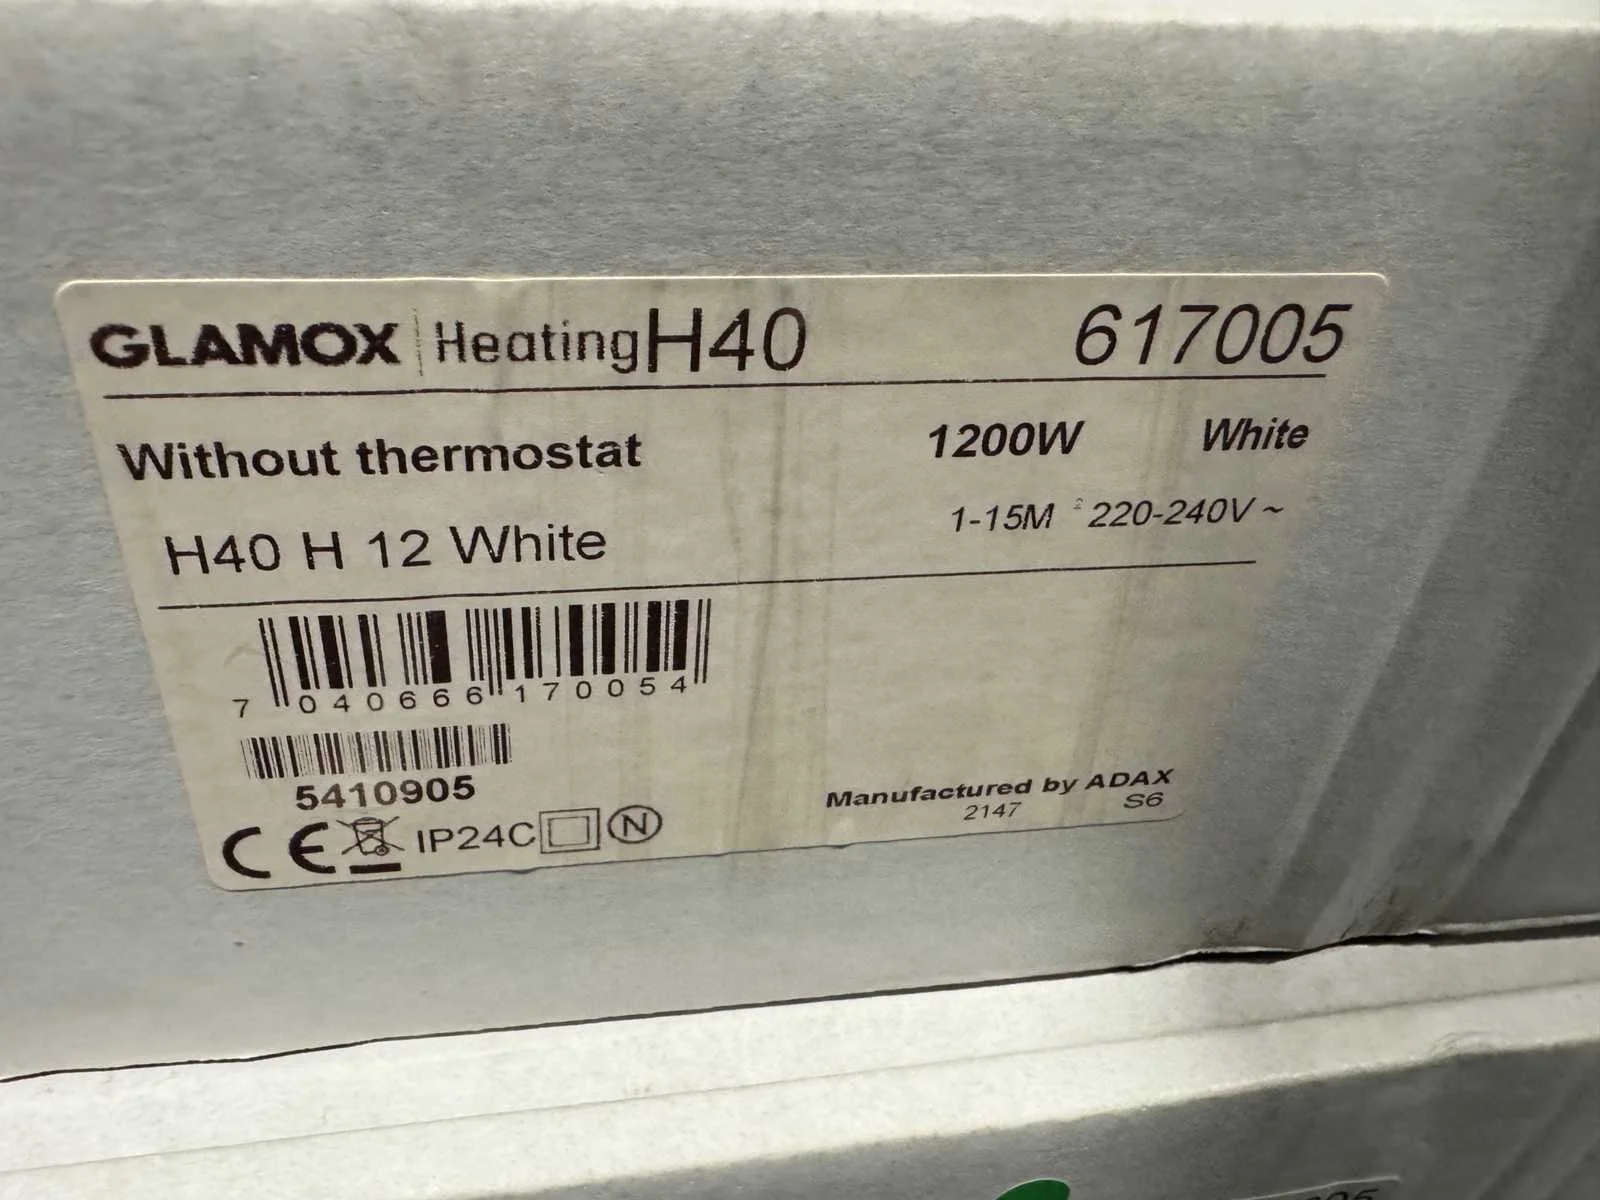 GLAMOX Heating H40 617005
Without thermostat 1200W White
H40 H 12 White 1-15M 220-240V ~
7 040666 170054
5410905
CE IP24C N
Manufactured by ADAX
2147 S6